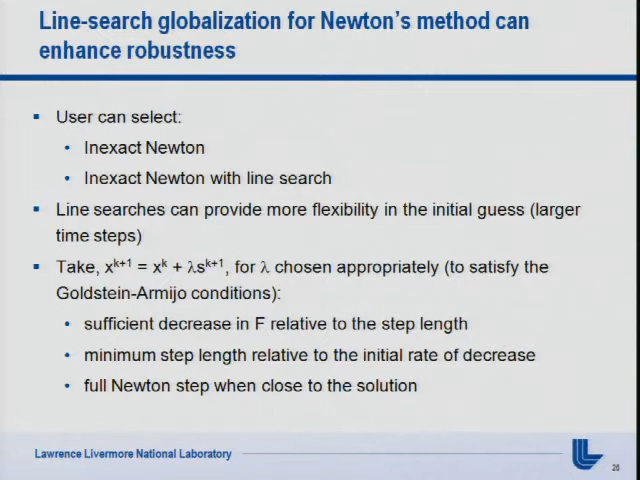 Line-search globalization for Newton's method can
enhance robustness
▪ User can select:
• Inexact Newton
• Inexact Newton with line search
▪ Line searches can provide more flexibility in the initial guess (larger
time steps)
▪ Take, xᵏ⁺¹ = xᵏ + λsᵏ⁺¹, for λ chosen appropriately (to satisfy the
Goldstein-Armijo conditions):
• sufficient decrease in F relative to the step length
• minimum step length relative to the initial rate of decrease
• full Newton step when close to the solution
Lawrence Livermore National Laboratory
26